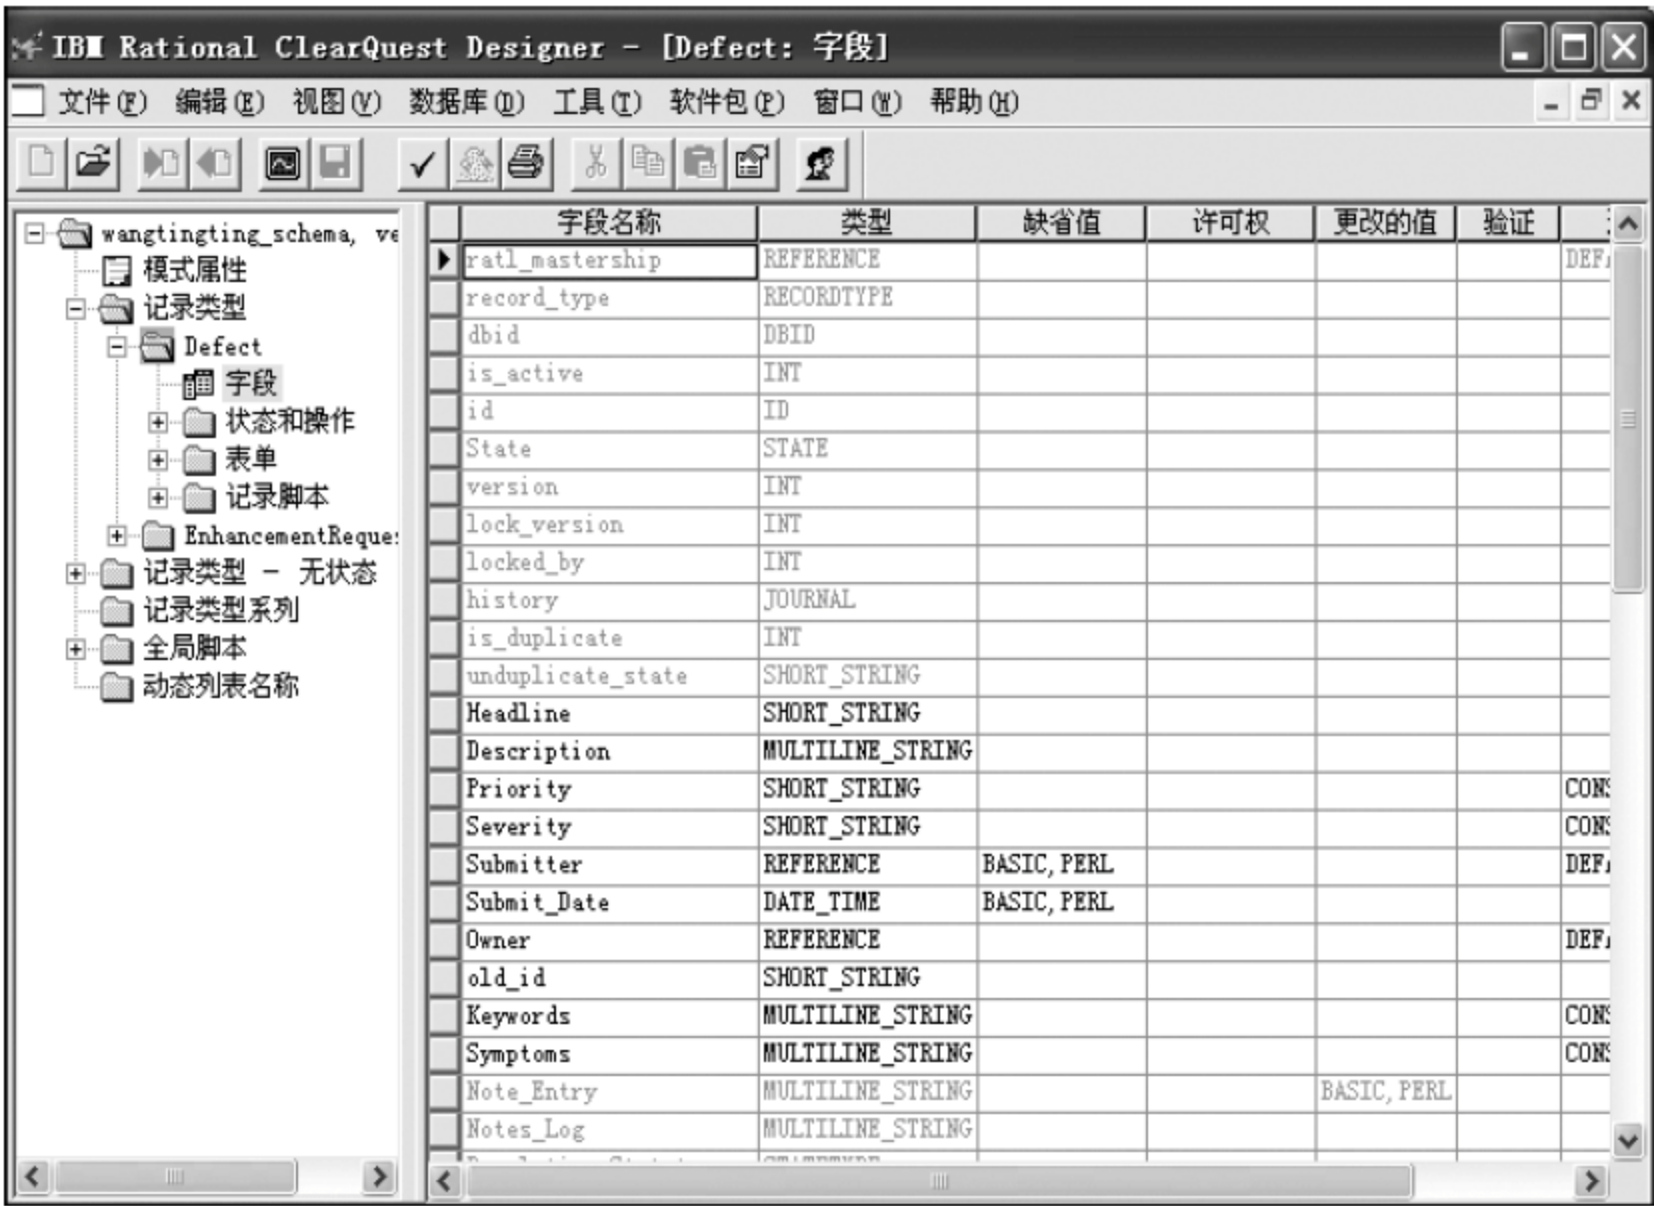 IBM Rational ClearQuest Designer - [Defect: 字段]
文件(F) 编辑(E) 视图(V) 数据库(D) 工具(T) 软件包(P) 窗口(W) 帮助(H)
wangtingting_schema, ve
模式属性
记录类型
Defect
字段
状态和操作
表单
记录脚本
EnhancementReque
记录类型 - 无状态
记录类型系列
全局脚本
动态列表名称
字段名称 类型 缺省值 许可权 更改的值 验证
ratl_mastership REFERENCE DEF
record_type RECORDTYPE
dbid DBID
is_active INT
id ID
State STATE
version INT
lock_version INT
locked_by INT
history JOURNAL
is_duplicate INT
unduplicate_state SHORT_STRING
Headline SHORT_STRING
Description MULTILINE_STRING
Priority SHORT_STRING CONS
Severity SHORT_STRING CONS
Submitter REFERENCE BASIC, PERL DEF
Submit_Date DATE_TIME BASIC, PERL
Owner REFERENCE DEF
old_id SHORT_STRING
Keywords MULTILINE_STRING CONS
Symptoms MULTILINE_STRING CONS
Note_Entry MULTILINE_STRING BASIC, PERL
Notes_Log MULTILINE_STRING